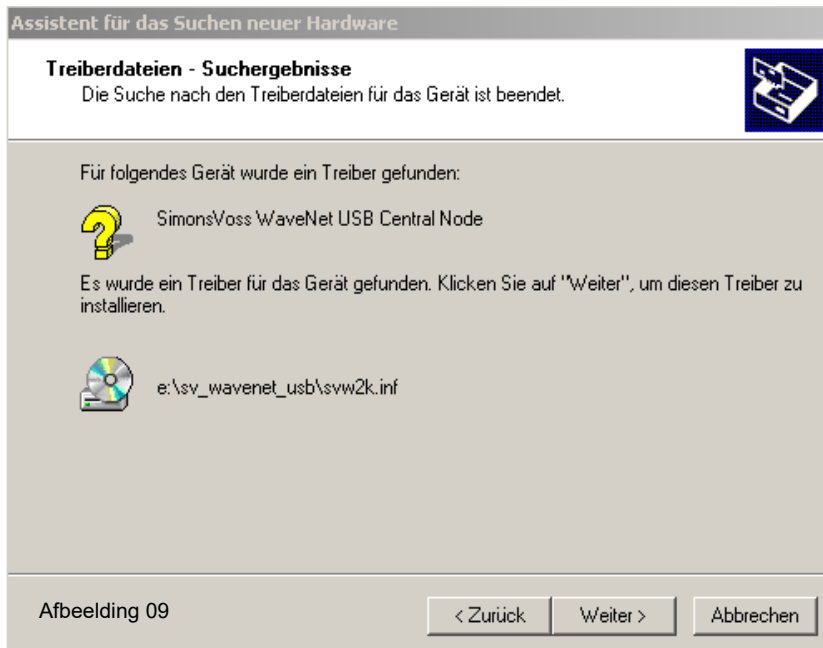 Assistent für das Suchen neuer Hardware
Treiberdateien - Suchergebnisse
Die Suche nach den Treiberdateien für das Gerät ist beendet.
Für folgendes Gerät wurde ein Treiber gefunden:
SimonsVoss WaveNet USB Central Node
Es wurde ein Treiber für das Gerät gefunden. Klicken Sie auf "Weiter", um diesen Treiber zu
installieren.
e:\sv_wavenet_usb\svw2k.inf
Afbeelding 09
< Zurück
Weiter >
Abbrechen